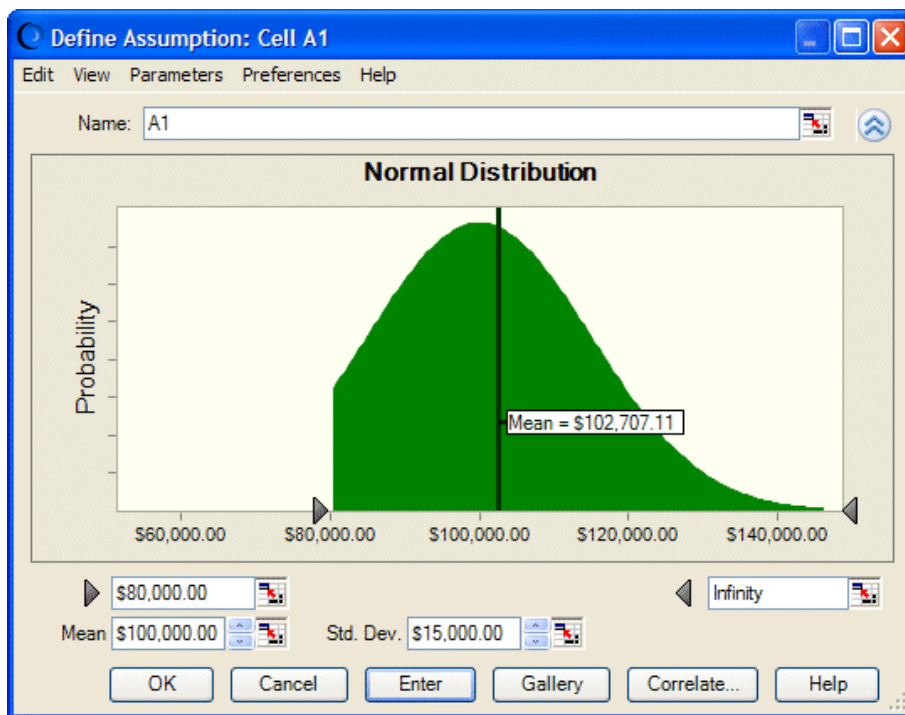 Define Assumption: Cell A1
Edit View Parameters Preferences Help
Name: A1
Normal Distribution
Probability
Mean = $102,707.11
$60,000.00 $80,000.00 $100,000.00 $120,000.00 $140,000.00
$80,000.00 Infinity
Mean $100,000.00 Std. Dev. $15,000.00
OK Cancel Enter Gallery Correlate... Help